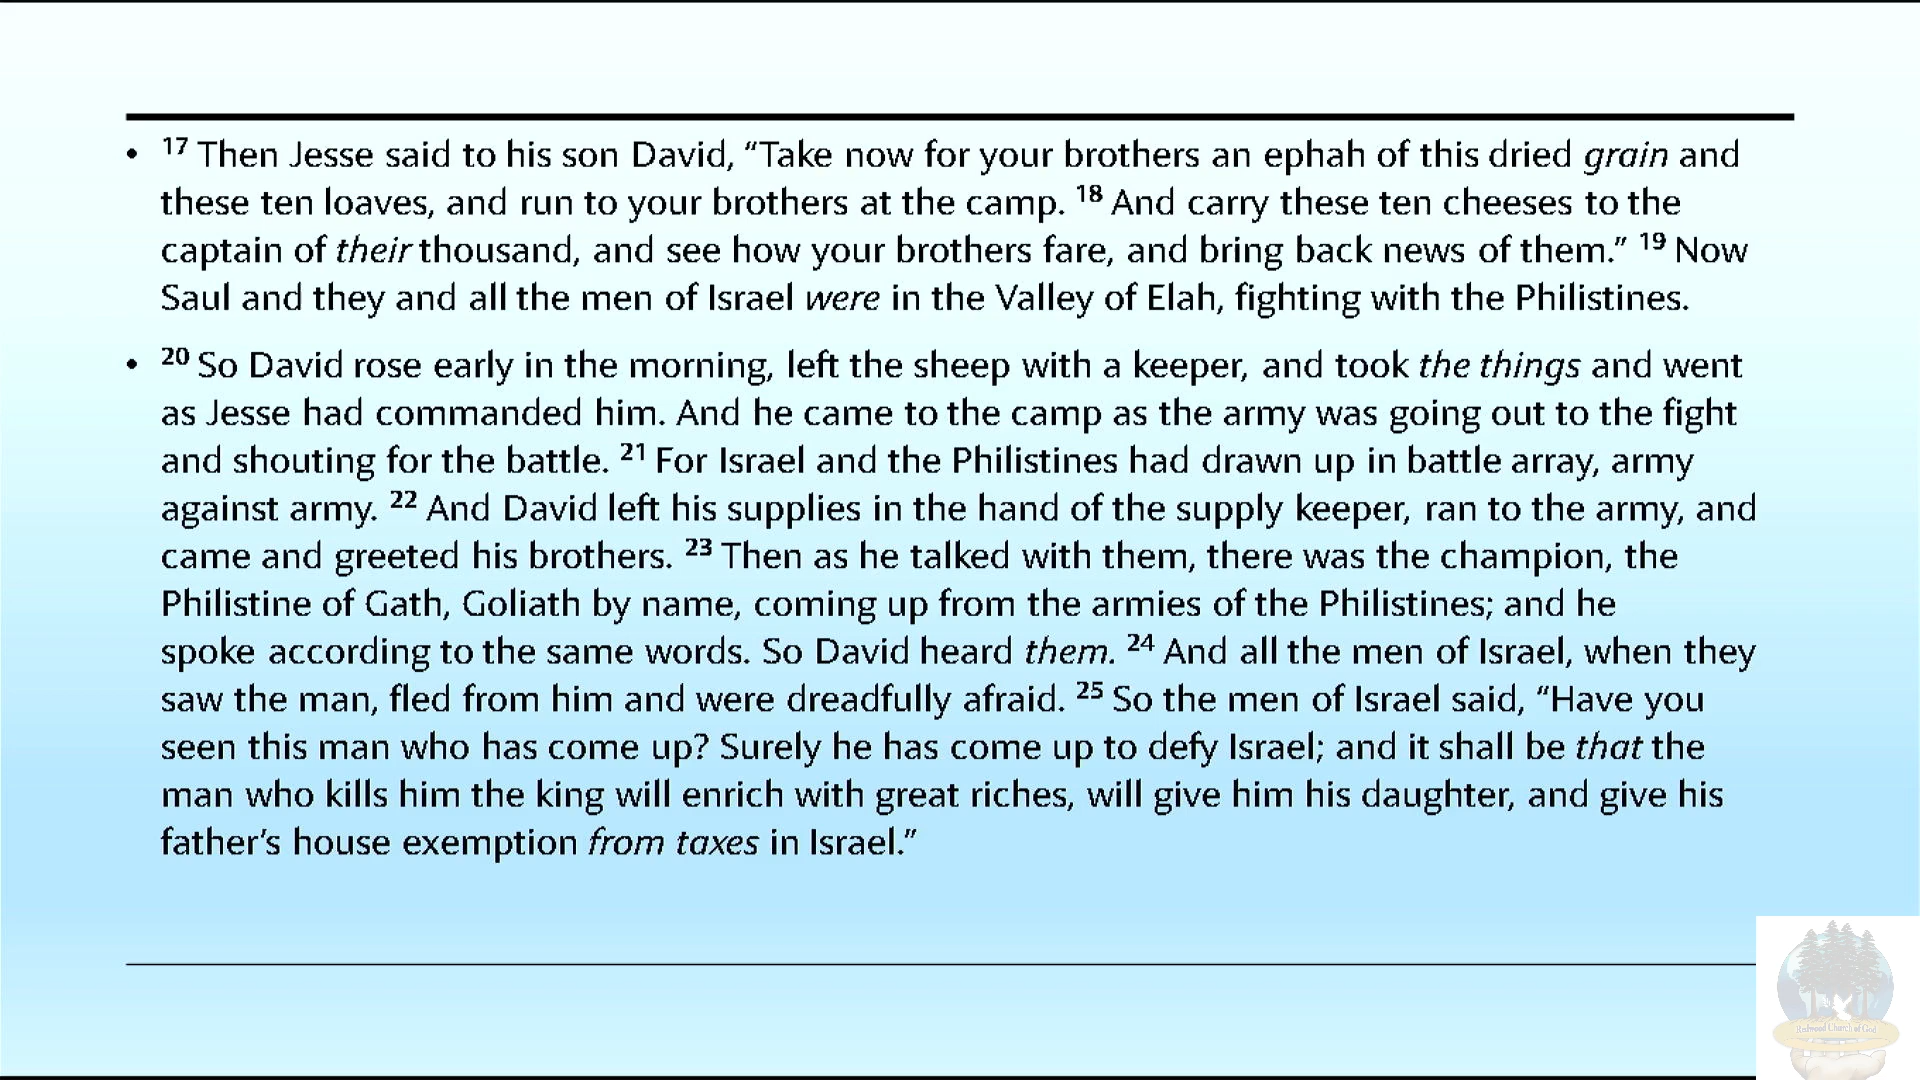 • 17 Then Jesse said to his son David, “Take now for your brothers an ephah of this dried grain and
these ten loaves, and run to your brothers at the camp. 18 And carry these ten cheeses to the
captain of their thousand, and see how your brothers fare, and bring back news of them.” 19 Now
Saul and they and all the men of Israel were in the Valley of Elah, fighting with the Philistines.
• 20 So David rose early in the morning, left the sheep with a keeper, and took the things and went
as Jesse had commanded him. And he came to the camp as the army was going out to the fight
and shouting for the battle. 21 For Israel and the Philistines had drawn up in battle array, army
against army. 22 And David left his supplies in the hand of the supply keeper, ran to the army, and
came and greeted his brothers. 23 Then as he talked with them, there was the champion, the
Philistine of Gath, Goliath by name, coming up from the armies of the Philistines; and he
spoke according to the same words. So David heard them. 24 And all the men of Israel, when they
saw the man, fled from him and were dreadfully afraid. 25 So the men of Israel said, “Have you
seen this man who has come up? Surely he has come up to defy Israel; and it shall be that the
man who kills him the king will enrich with great riches, will give him his daughter, and give his
father’s house exemption from taxes in Israel.”
Redwood Church of God